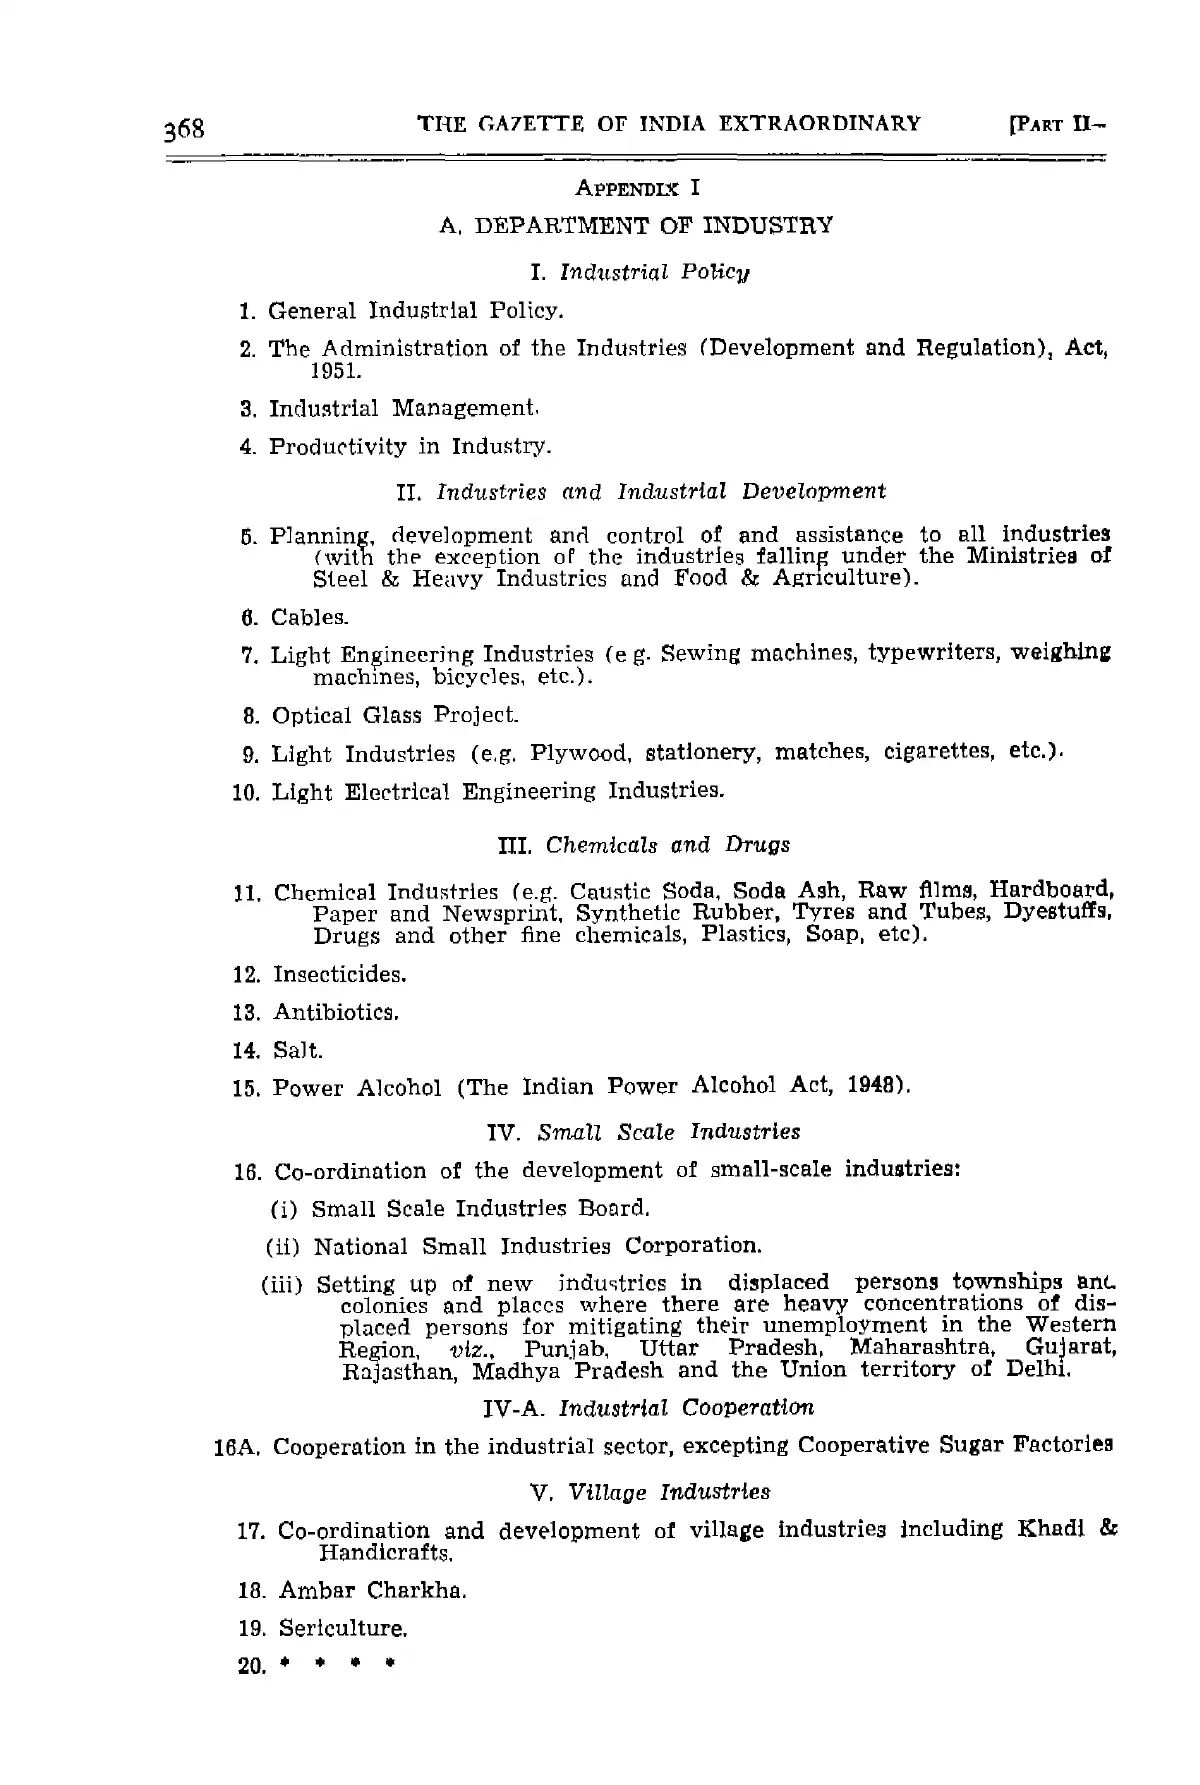 368 THE GAZETTE OF INDIA EXTRAORDINARY [PART II—
APPENDIX I
A. DEPARTMENT OF INDUSTRY
I. Industrial Policy
1. General Industrial Policy.
2. The Administration of the Industries (Development and Regulation), Act,
1951.
3. Industrial Management.
4. Productivity in Industry.
II. Industries and Industrial Development
5. Planning, development and control of and assistance to all industries
(with the exception of the industries falling under the Ministries of
Steel & Heavy Industries and Food & Agriculture).
6. Cables.
7. Light Engineering Industries (e g. Sewing machines, typewriters, weighing
machines, bicycles, etc.).
8. Optical Glass Project.
9. Light Industries (e.g. Plywood, stationery, matches, cigarettes, etc.).
10. Light Electrical Engineering Industries.
III. Chemicals and Drugs
11. Chemical Industries (e.g. Caustic Soda, Soda Ash, Raw films, Hardboard,
Paper and Newsprint, Synthetic Rubber, Tyres and Tubes, Dyestuffs,
Drugs and other fine chemicals, Plastics, Soap, etc).
12. Insecticides.
13. Antibiotics.
14. Salt.
15. Power Alcohol (The Indian Power Alcohol Act, 1948).
IV. Small Scale Industries
16. Co-ordination of the development of small-scale industries:
(i) Small Scale Industries Board.
(ii) National Small Industries Corporation.
(iii) Setting up of new industries in displaced persons townships and
colonies and places where there are heavy concentrations of dis-
placed persons for mitigating their unemployment in the Western
Region, viz., Punjab, Uttar Pradesh, Maharashtra, Gujarat,
Rajasthan, Madhya Pradesh and the Union territory of Delhi.
IV-A. Industrial Cooperation
16A. Cooperation in the industrial sector, excepting Cooperative Sugar Factories
V. Village Industries
17. Co-ordination and development of village industries including Khadi &
Handicrafts.
18. Ambar Charkha.
19. Sericulture.
20. * * * *